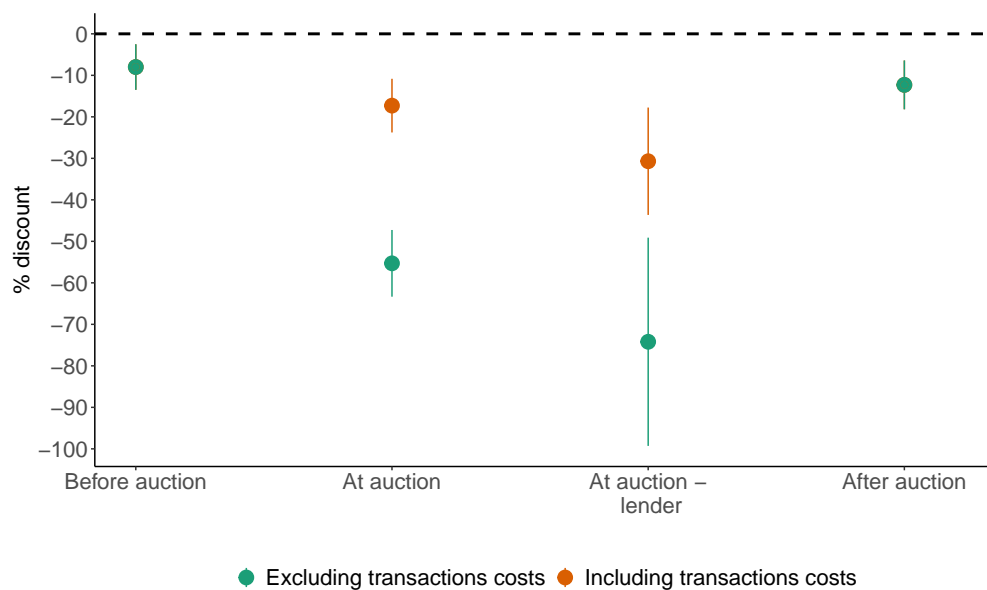 0
−10
−20
−30
−40
−50
−60
−70
−80
−90
−100
% discount
Before auction
At auction
At auction −
lender
After auction
Excluding transactions costs
Including transactions costs